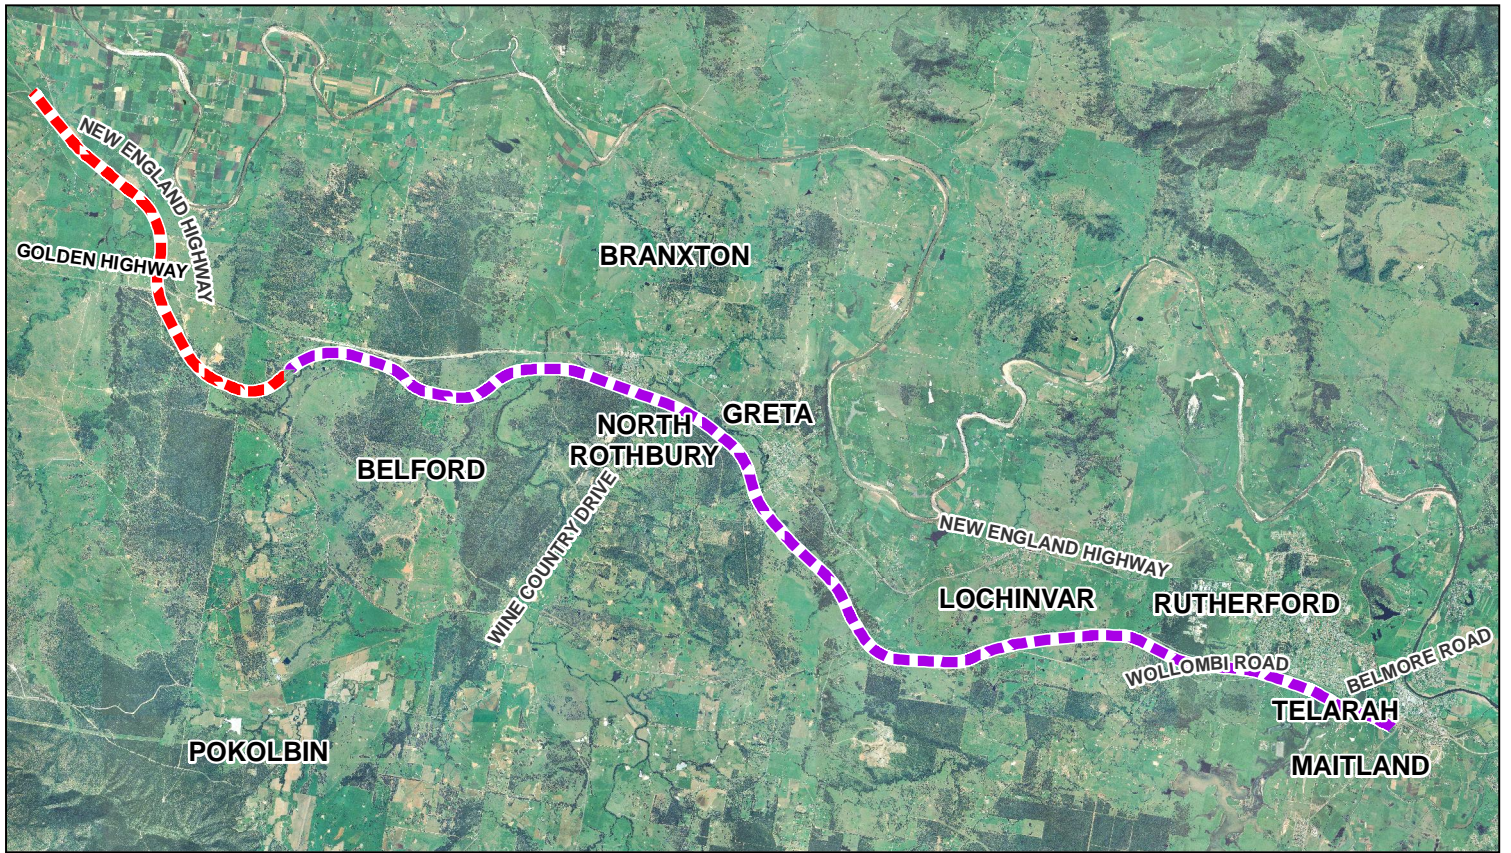 NEW ENGLAND HIGHWAY
GOLDEN HIGHWAY
BRANXTON
GRETA
NORTH
ROTHBURY
BELFORD
WINE COUNTRY DRIVE
NEW ENGLAND HIGHWAY
LOCHINVAR
RUTHERFORD
WOLLOMBI ROAD
BELMORE ROAD
TELARAH
POKOLBIN
MAITLAND